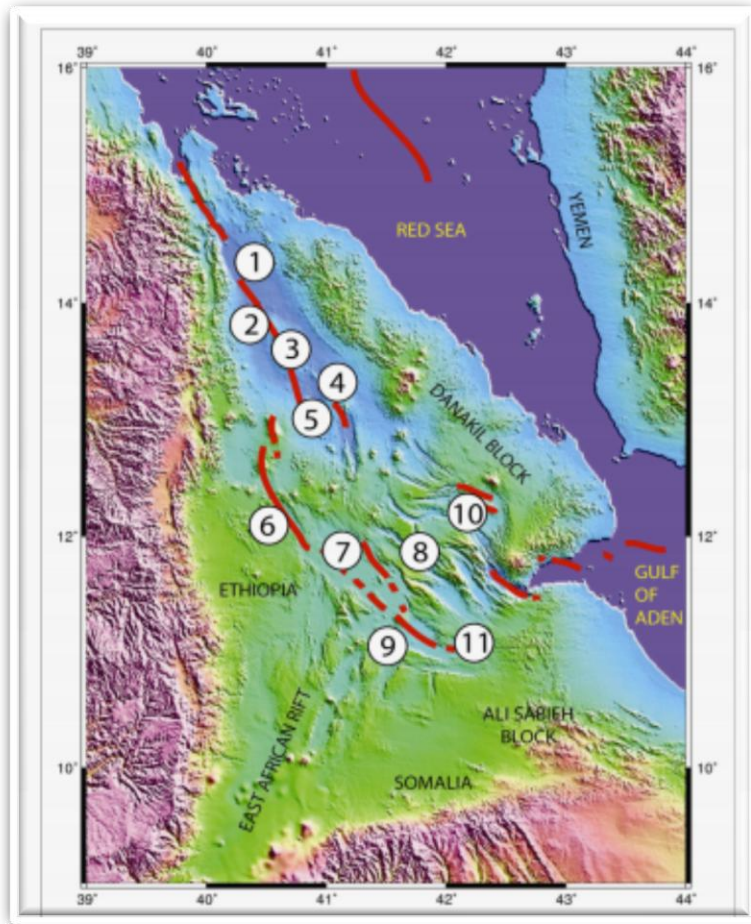 39° 40° 41° 42° 43° 44°
16° 16°
YEMEN
RED SEA
1
14° 14°
2
3
4
DANAKIL BLOCK
5
10
6
12° 12°
7
8
ETHIOPIA
GULF
OF
ADEN
9
11
EAST AFRICAN RIFT
ALI SABIEH
BLOCK
10° 10°
SOMALIA
39° 40° 41° 42° 43° 44°